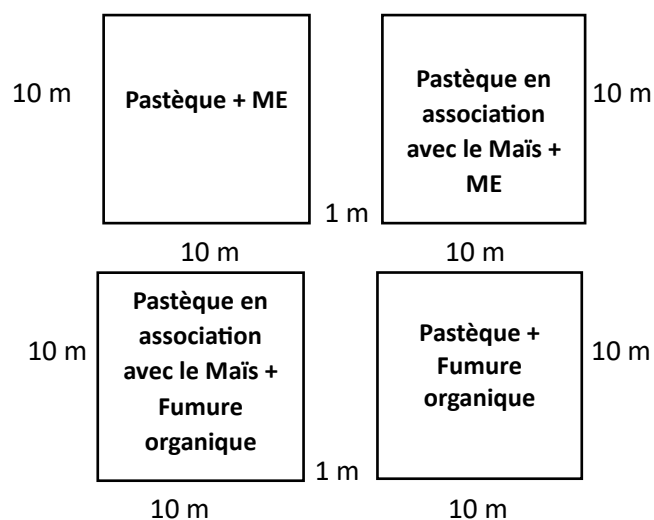 10 m
Pastèque + ME
Pastèque en
association
avec le Maïs +
ME
10 m
1 m
10 m
10 m
10 m
Pastèque en
association
avec le Maïs +
Fumure
organique
Pastèque +
Fumure
organique
10 m
1 m
10 m
10 m